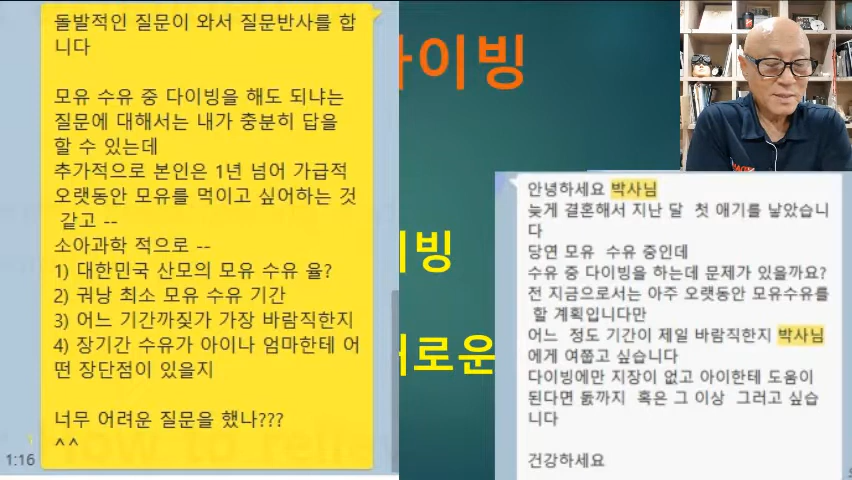 돌발적인 질문이 와서 질문반사를 합
니다
모유 수유 중 다이빙을 해도 되냐는
질문에 대해서는 내가 충분히 답을
할 수 있는데
추가적으로 본인은 1년 넘어 가급적
오랫동안 모유를 먹이고 싶어하는 것
같고 --
소아과학 적으로 --
1) 대한민국 산모의 모유 수유 율?
2) 궈낭 최소 모유 수유 기간
3) 어느 기간까짖가 가장 바람직한지
4) 장기간 수유가 아이나 엄마한테 어
떤 장단점이 있을지
너무 어려운 질문을 했나???
^^
1:16
다이빙
이빙
로운
안녕하세요 박사님
늦게 결혼해서 지난 달 첫 애기를 낳았습니
다
당연 모유 수유 중인데
수유 중 다이빙을 하는데 문제가 있을까요?
전 지금으로서는 아주 오랫동안 모유수유를
할 계획입니다만
어느 정도 기간이 제일 바람직한지 박사님
에게 여쭙고 싶습니다
다이빙에만 지장이 없고 아이한테 도움이
된다면 돐까지 혹은 그 이상 그러고 싶습
니다
건강하세요